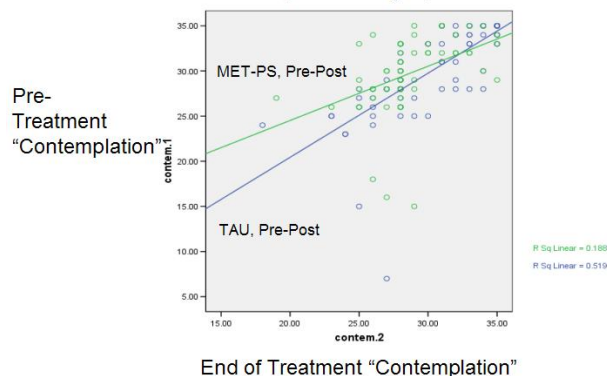 35.00
30.00
25.00
20.00
15.00
10.00
5.00
Pre-
Treatment
“Contemplation”
contem.1
MET-PS, Pre-Post
TAU, Pre-Post
R Sq Linear = 0.188
R Sq Linear = 0.519
15.00 20.00 25.00 30.00 35.00
contem.2
End of Treatment “Contemplation”